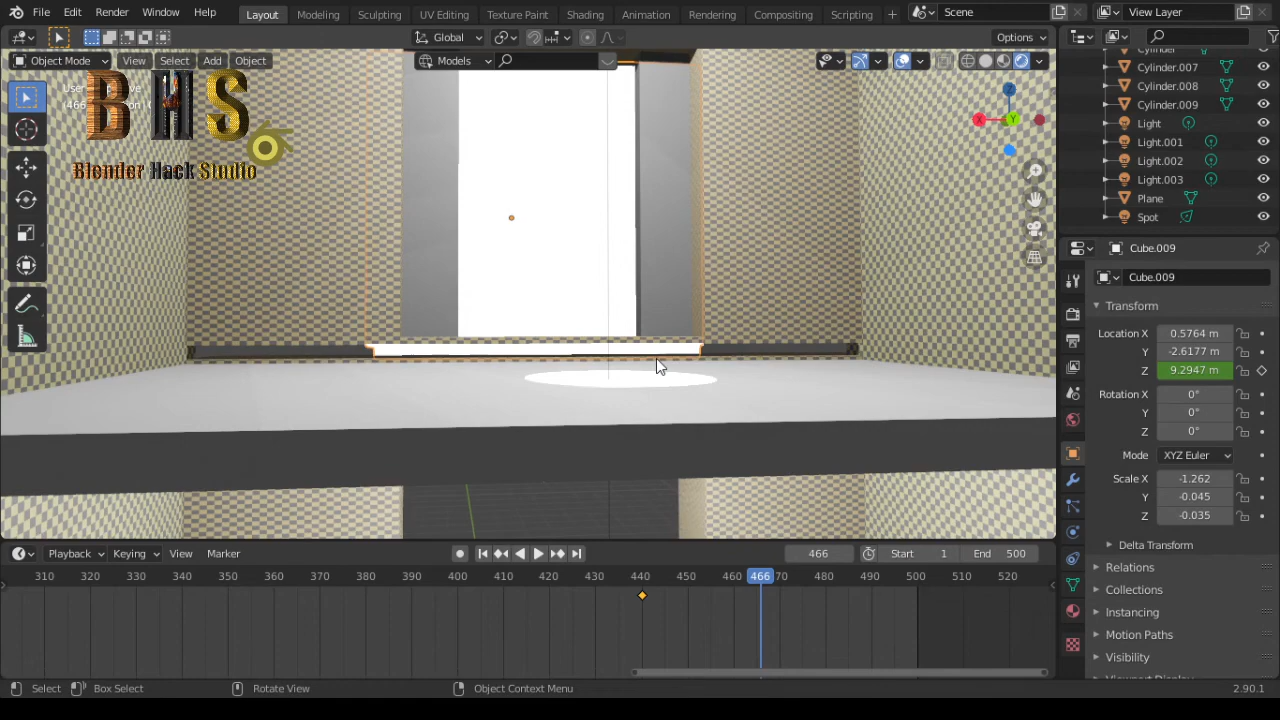 File Edit Render Window Help Layout Modeling Sculpting UV Editing Texture Paint Shading Animation Rendering Compositing Scripting Scene View Layer
Global Options
Object Mode View Select Add Object Models
BHS
Blender Hack Studio
Cylinder
Cylinder.007
Cylinder.008
Cylinder.009
Light
Light.001
Light.002
Light.003
Plane
Spot
Cube.009
Cube.009
Transform
Location X 0.5764 m
Y -2.6177 m
Z 9.2947 m
Rotation X 0°
Y 0°
Z 0°
Mode XYZ Euler
Scale X -1.262
Y -0.045
Z -0.035
Delta Transform
Relations
Collections
Instancing
Motion Paths
Visibility
X Y Z
Playback Keying View Marker 466 Start 1 End 500
310 320 330 340 350 360 370 380 390 400 410 420 430 440 450 460 466 70 480 490 500 510 520
Select Box Select Rotate View Object Context Menu 2.90.1